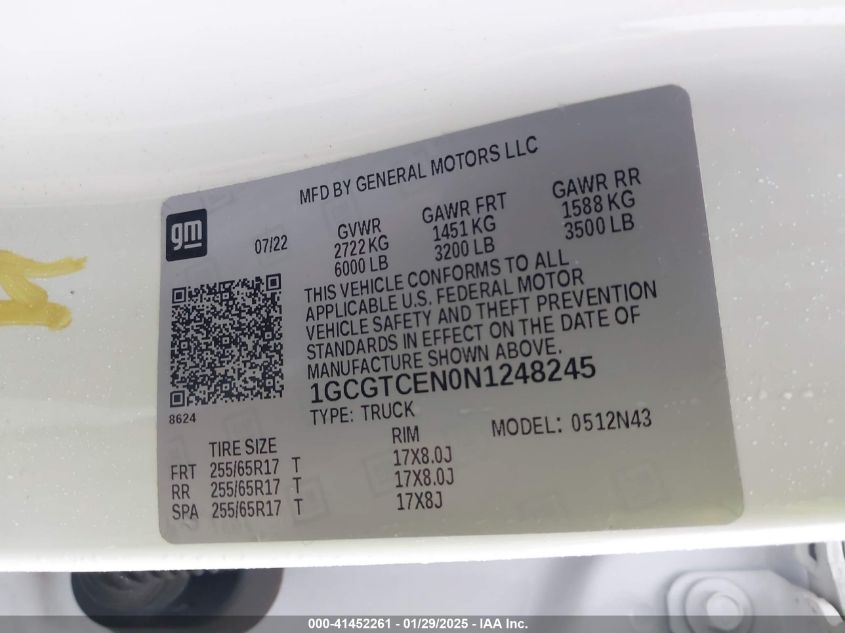 MFD BY GENERAL MOTORS LLC
gm
07/22
GVWR GAWR FRT GAWR RR
2722 KG 1451 KG 1588 KG
6000 LB 3200 LB 3500 LB
THIS VEHICLE CONFORMS TO ALL
APPLICABLE U.S. FEDERAL MOTOR
VEHICLE SAFETY AND THEFT PREVENTION
STANDARDS IN EFFECT ON THE DATE OF
MANUFACTURE SHOWN ABOVE.
1GCGTCEN0N1248245
8624
TYPE: TRUCK MODEL: 0512N43
TIRE SIZE RIM
FRT 255/65R17 T 17X8.0J
RR 255/65R17 T 17X8.0J
SPA 255/65R17 T 17X8J
000-41452261 - 01/29/2025 - IAA Inc.